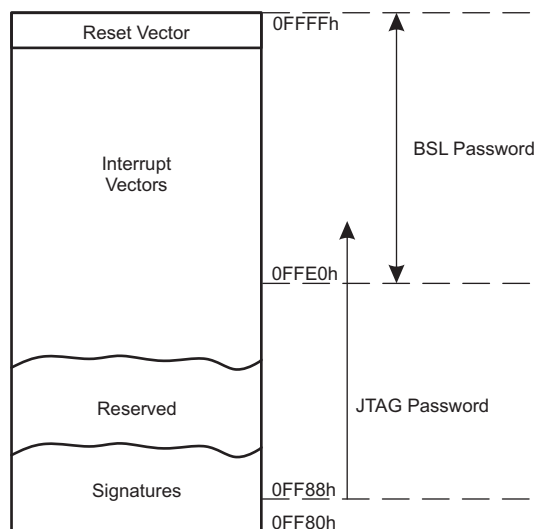 Reset Vector
0FFFFh
Interrupt
Vectors
BSL Password
0FFE0h
Reserved
JTAG Password
Signatures
0FF88h
0FF80h